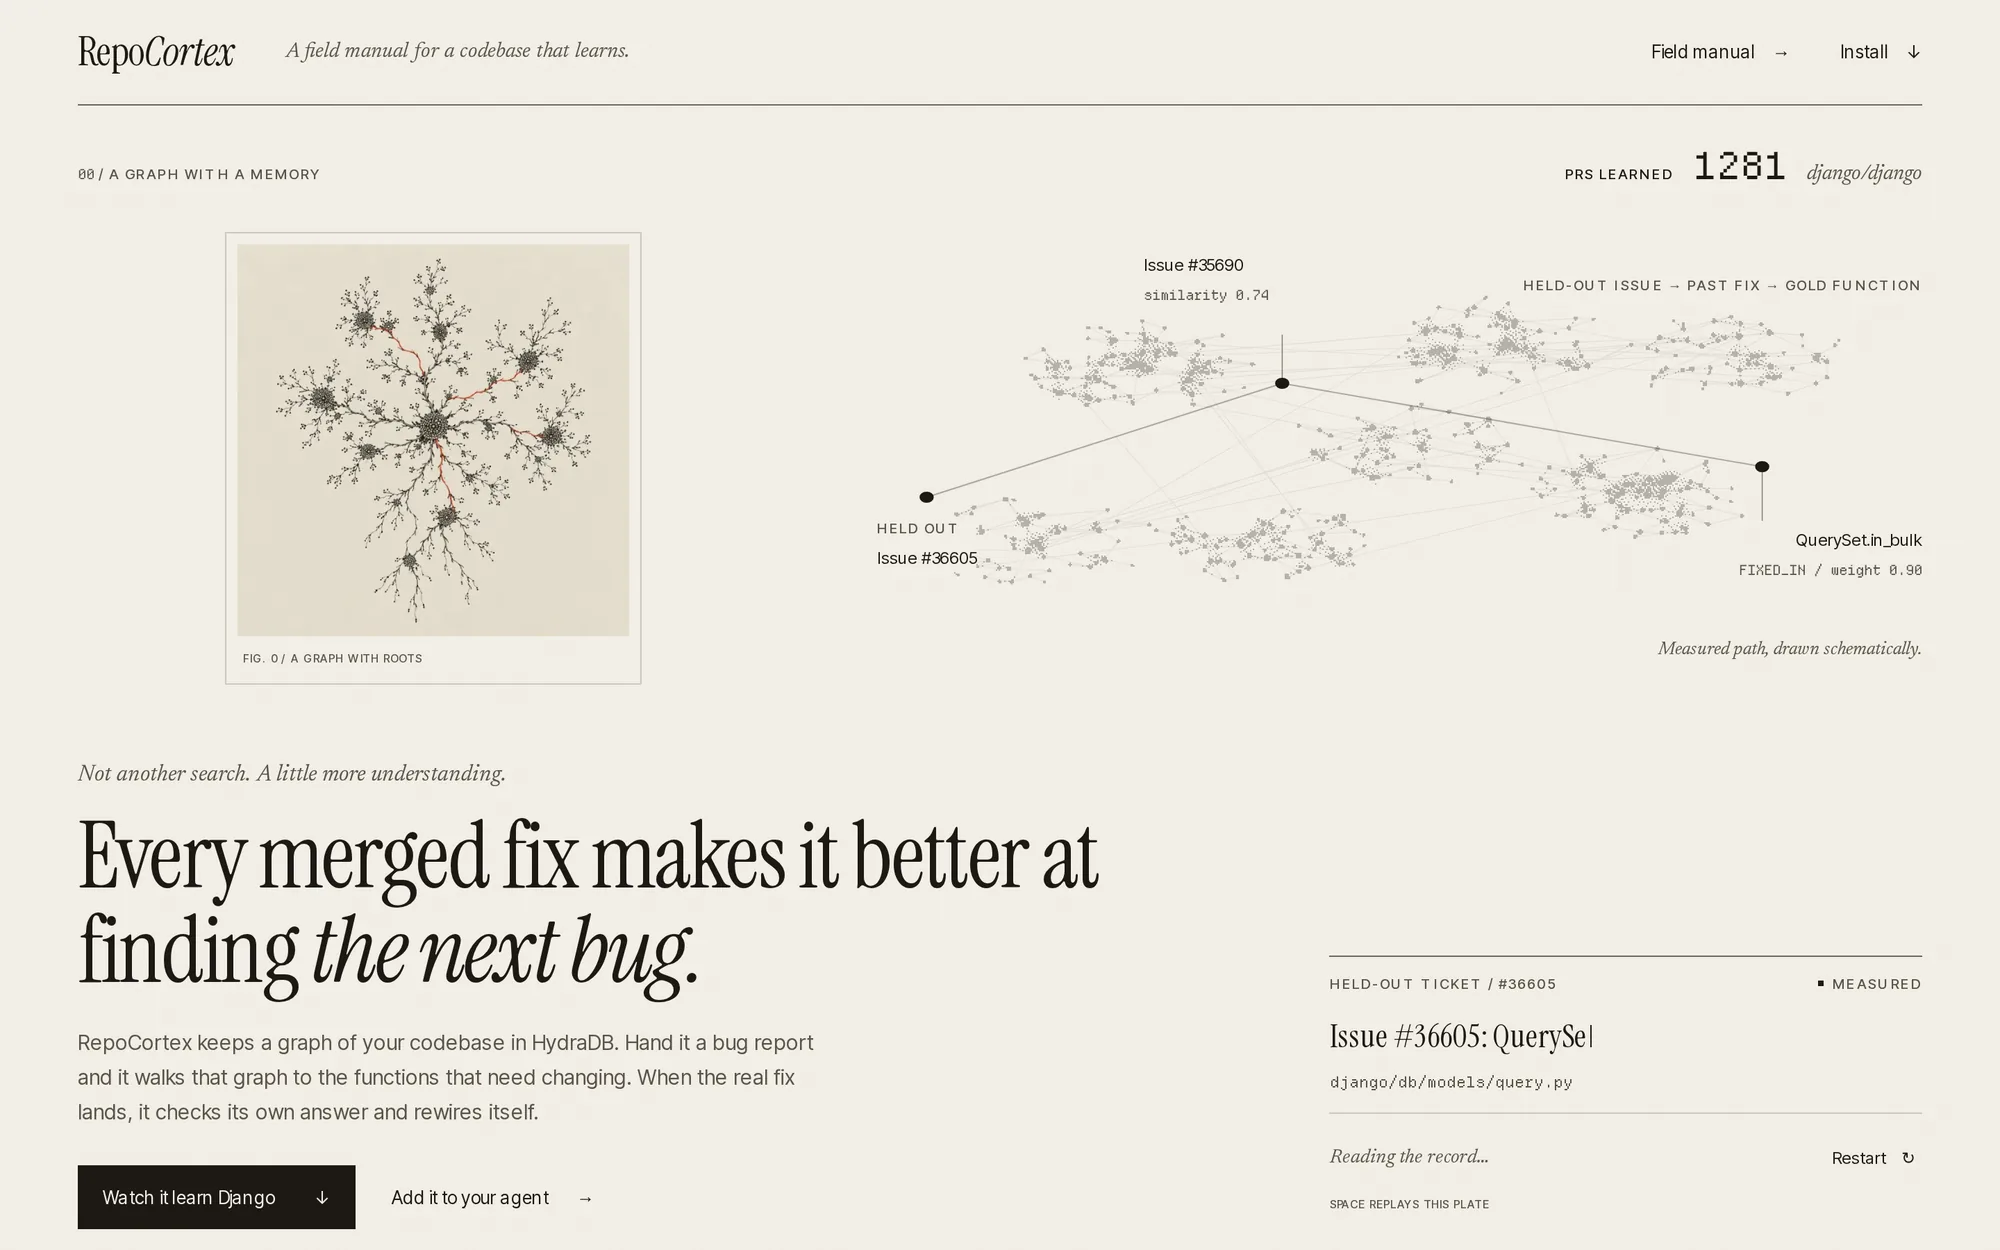 RepoCortex
A field manual for a codebase that learns.
Field manual →
Install ↓
00 / A GRAPH WITH A MEMORY
PRS LEARNED 1281 django/django
Issue #35690
similarity 0.74
HELD-OUT ISSUE → PAST FIX → GOLD FUNCTION
HELD OUT
Issue #36605
QuerySet.in_bulk
FIXED_IN / weight 0.90
FIG. 0 / A GRAPH WITH ROOTS
Measured path, drawn schematically.
Not another search. A little more understanding.
Every merged fix makes it better at
finding the next bug.
RepoCortex keeps a graph of your codebase in HydraDB. Hand it a bug report
and it walks that graph to the functions that need changing. When the real fix
lands, it checks its own answer and rewires itself.
Watch it learn Django ↓
Add it to your agent →
HELD-OUT TICKET / #36605
MEASURED
Issue #36605: QuerySe
django/db/models/query.py
Reading the record...
Restart ↻
SPACE REPLAYS THIS PLATE